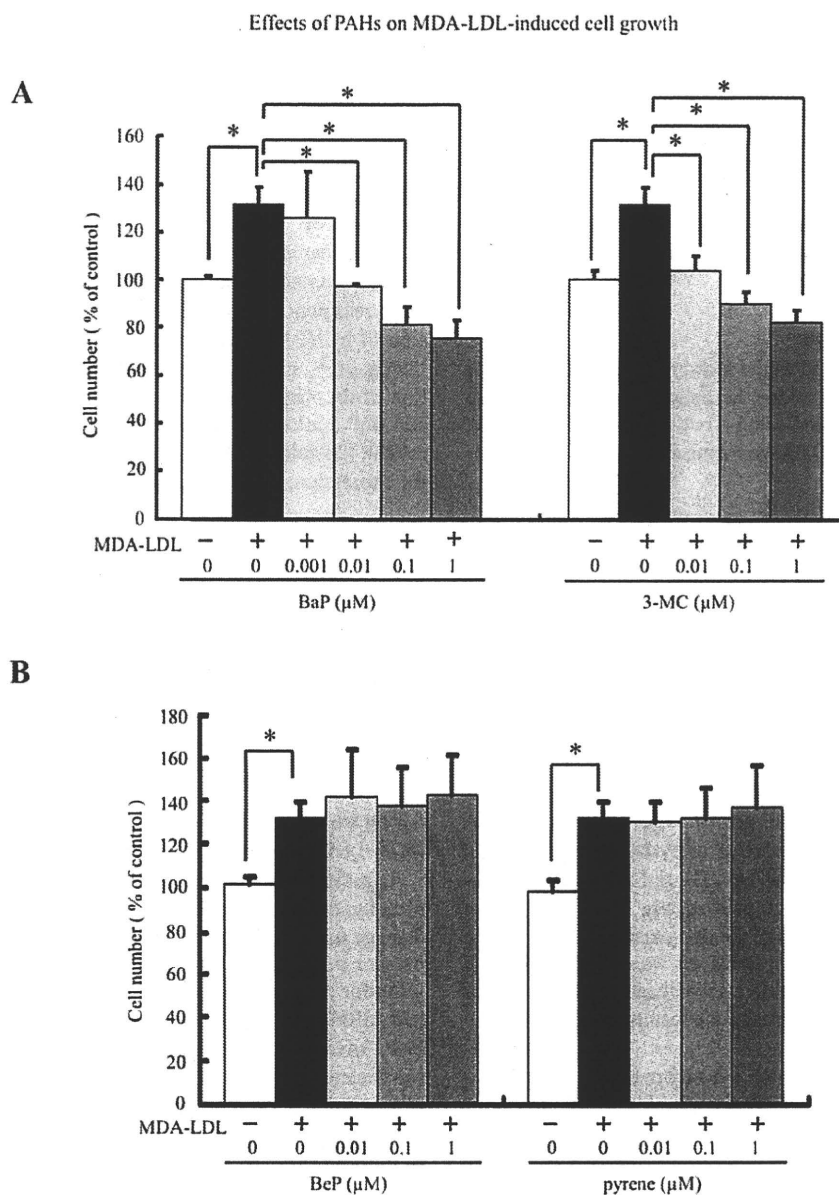 Effects of PAHs on MDA-LDL-induced cell growth
A
Cell number ( % of control)
160
140
120
100
80
60
40
20
0
* * * *
* * * *
MDA-LDL − + + + + + − + + + +
0 0 0.001 0.01 0.1 1 0 0 0.01 0.1 1
BaP (μM) 3-MC (μM)
B
Cell number ( % of control)
180
160
140
130
100
80
60
40
20
0
* *
MDA-LDL − + + + + − + + + +
0 0 0.01 0.1 1 0 0 0.01 0.1 1
BeP (μM) pyrene (μM)